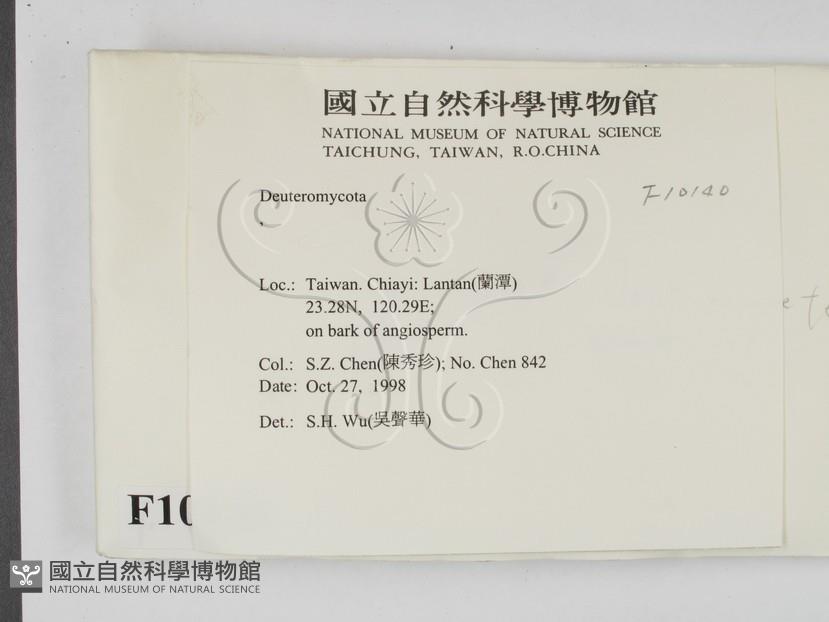 國立自然科學博物館
NATIONAL MUSEUM OF NATURAL SCIENCE
TAICHUNG, TAIWAN, R.O.CHINA
Deuteromycota
,
F10140
Loc.: Taiwan. Chiayi: Lantan(蘭潭)
23.28N, 120.29E;
on bark of angiosperm.
Col.: S.Z. Chen(陳秀珍); No. Chen 842
Date: Oct. 27, 1998
Det.: S.H. Wu(吳聲華)
F10
國立自然科學博物館
NATIONAL MUSEUM OF NATURAL SCIENCE